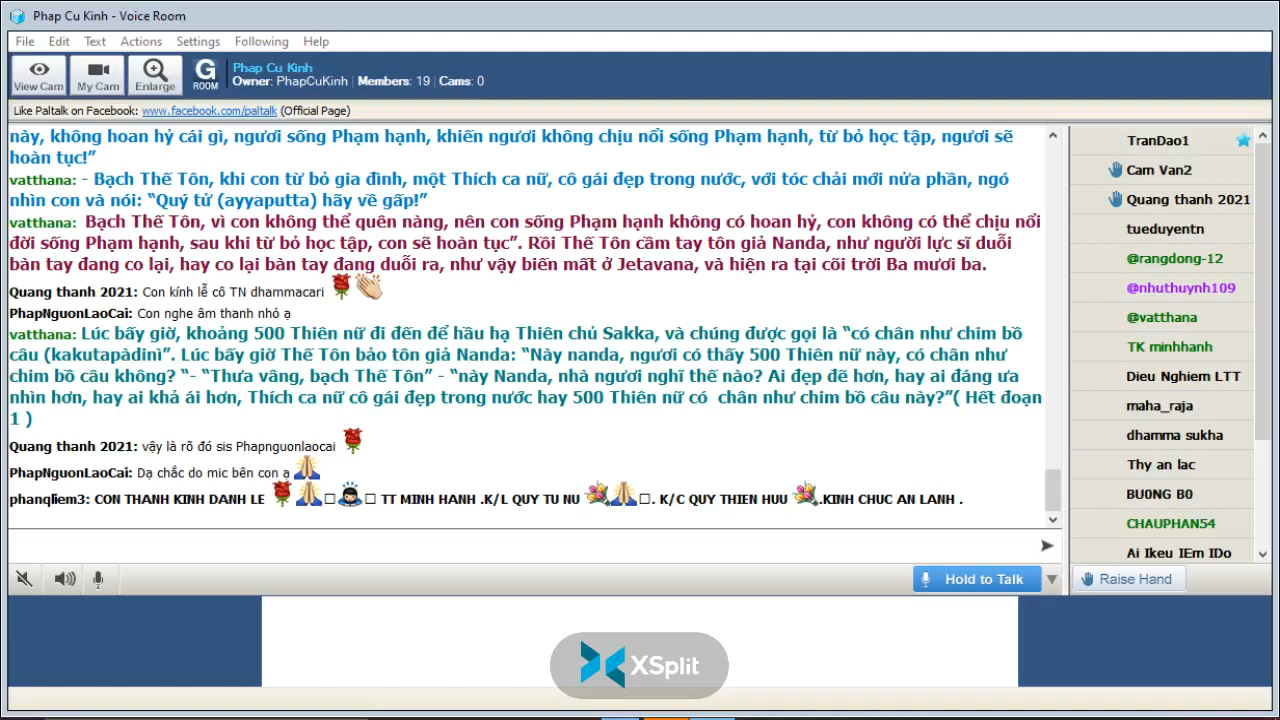 Phap Cu Kinh - Voice Room
File Edit Text Actions Settings Following Help
View Cam My Cam Enlarge G ROOM
Phap Cu Kinh
Owner: PhapCuKinh Members: 19 Cams: 0
Like Paltalk on Facebook: www.facebook.com/paltalk (Official Page)
này, không hoan hỷ cái gì, ngươi sống Phạm hạnh, khiến ngươi không chịu nổi sống Phạm hạnh, từ bỏ học tập, ngươi sẽ
hoàn tục!”
vatthana: - Bạch Thế Tôn, khi con từ bỏ gia đình, một Thích ca nữ, cô gái đẹp trong nước, với tóc chải mới nửa phần, ngó
nhìn con và nói: “Quý tử (ayyaputta) hãy về gấp!”
vatthana: Bạch Thế Tôn, vì con không thể quên nàng, nên con sống Phạm hạnh không có hoan hỷ, con không có thể chịu nổi
đời sống Phạm hạnh, sau khi từ bỏ học tập, con sẽ hoàn tục”. Rồi Thế Tôn cầm tay tôn giả Nanda, như người lực sĩ duỗi
bàn tay đang co lại, hay co lại bàn tay đang duỗi ra, như vậy biến mất ở Jetavana, và hiện ra tại cõi trời Ba mươi ba.
Quang thanh 2021: Con kính lễ cô TN dhammacari
PhapNguonLaoCai: Con nghe âm thanh nhỏ ạ
vatthana: Lúc bấy giờ, khoảng 500 Thiên nữ đi đến để hầu hạ Thiên chủ Sakka, và chúng được gọi là “có chân như chim bồ
câu (kakutapàdinì”. Lúc bấy giờ Thế Tôn bảo tôn giả Nanda: “Này nanda, ngươi có thấy 500 Thiên nữ này, có chân như
chim bồ câu không? “- “Thưa vâng, bạch Thế Tôn” - “này Nanda, nhà ngươi nghĩ thế nào? Ai đẹp đẽ hơn, hay ai đáng ưa
nhìn hơn, hay ai khả ái hơn, Thích ca nữ cô gái đẹp trong nước hay 500 Thiên nữ có chân như chim bồ câu này?”( Hết đoạn
1 )
Quang thanh 2021: vậy là rõ đó sis Phapnguonlaocai
PhapNguonLaoCai: Dạ chắc do mic bên con ạ
phanqliem3: CON THANH KINH DANH LE TT MINH HANH .K/L QUY TU NU . K/C QUY THIEN HUU .KINH CHUC AN LANH .
TranDao1
Cam Van2
Quang thanh 2021
tueduyentn
@rangdong-12
@nhuthuynh109
@vatthana
TK minhhanh
Dieu Nghiem LTT
maha_raja
dhamma sukha
Thy an lac
BU0NG B0
CHAUPHAN54
Ai Ikeu IEm IDo
Hold to Talk
Raise Hand
XSplit